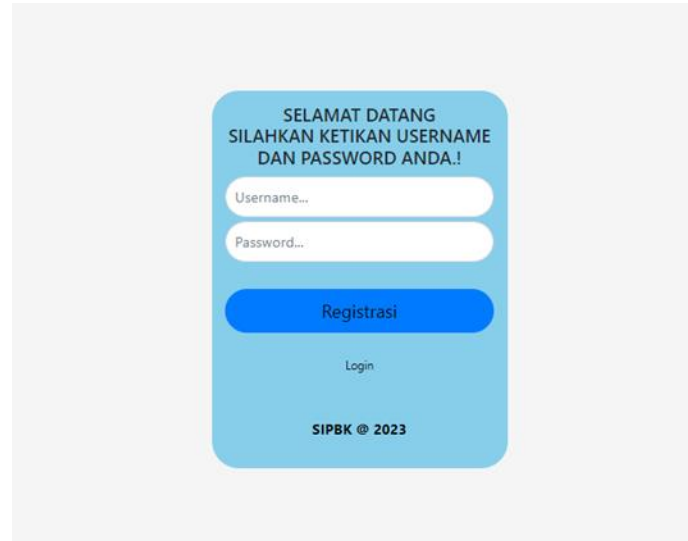 SELAMAT DATANG
SILAHKAN KETIKAN USERNAME
DAN PASSWORD ANDA.!
Username...
Password...
Registrasi
Login
SIPBK @ 2023